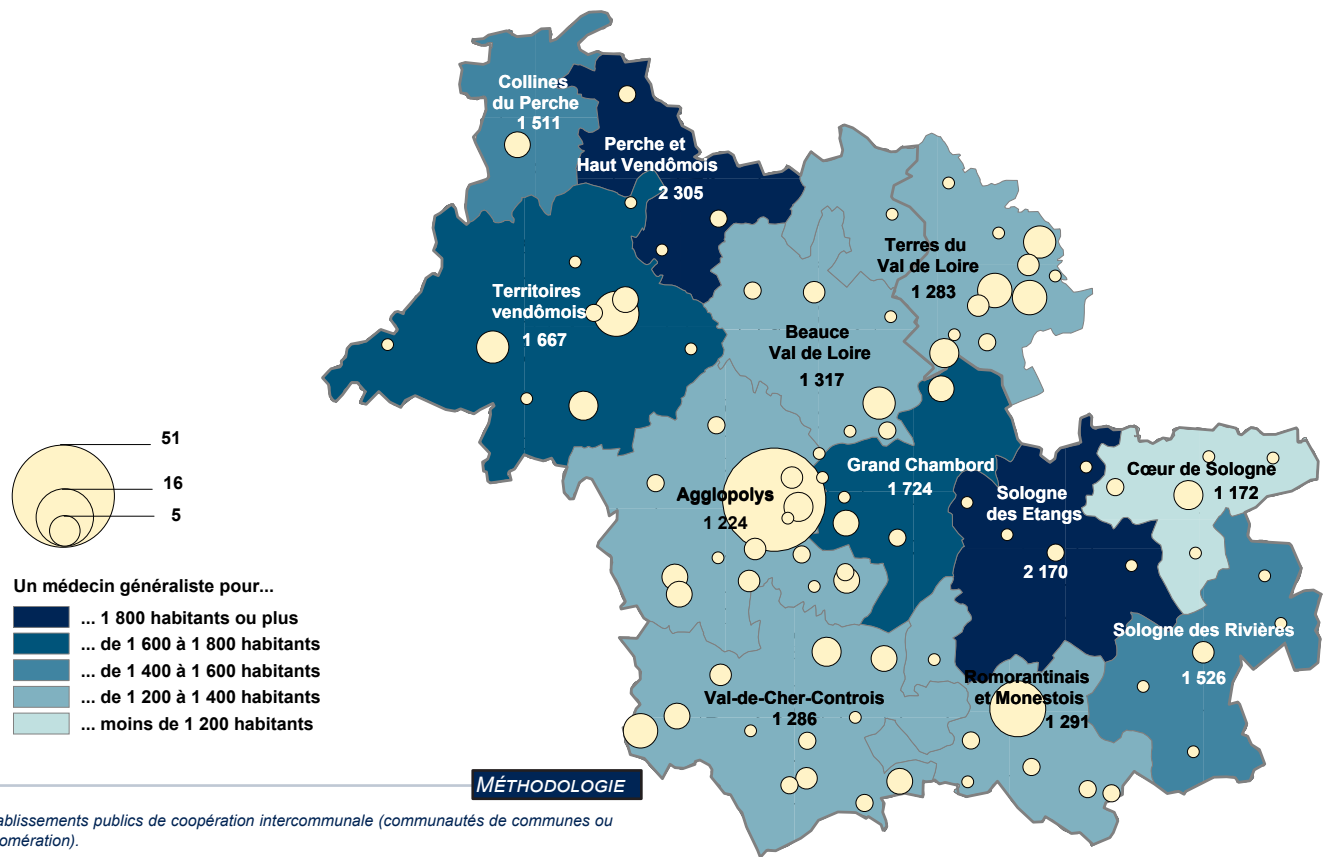 Collines
du Perche
1 511
Perche et
Haut Vendômois
2 305
Terres du
Val de Loire
1 283
Territoires
vendômois
1 667
Beauce
Val de Loire
1 317
Grand Chambord
1 724
Cœur de Sologne
1 172
Agglopolys
1 224
Sologne
des Etangs
2 170
Sologne des Rivières
1 526
Romorantinais
et Monestois
1 291
Val-de-Cher-Controis
1 286
51
16
5
Un médecin généraliste pour...
... 1 800 habitants ou plus
... de 1 600 à 1 800 habitants
... de 1 400 à 1 600 habitants
... de 1 200 à 1 400 habitants
... moins de 1 200 habitants
MÉTHODOLOGIE
ablissements publics de coopération intercommunale (communautés de communes ou
omération).